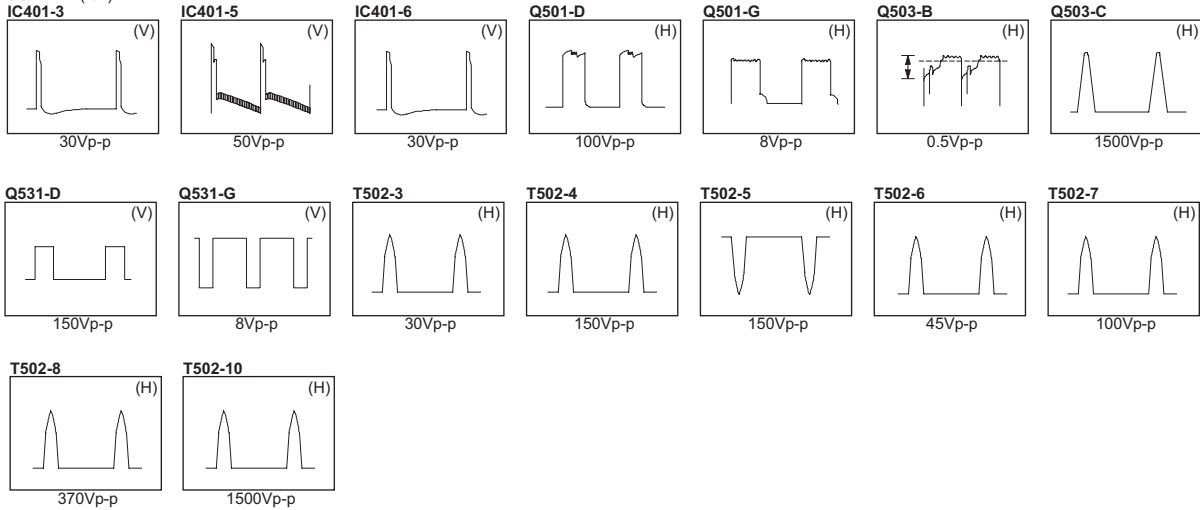 IC401-3 IC401-5 IC401-6 Q501-D Q501-G Q503-B Q503-C
(V) (V) (V) (H) (H) (H) (H)
30Vp-p 50Vp-p 30Vp-p 100Vp-p 8Vp-p 0.5Vp-p 1500Vp-p
Q531-D Q531-G T502-3 T502-4 T502-5 T502-6 T502-7
(V) (V) (H) (H) (H) (H) (H)
150Vp-p 8Vp-p 30Vp-p 150Vp-p 150Vp-p 45Vp-p 100Vp-p
T502-8 T502-10
(H) (H)
370Vp-p 1500Vp-p